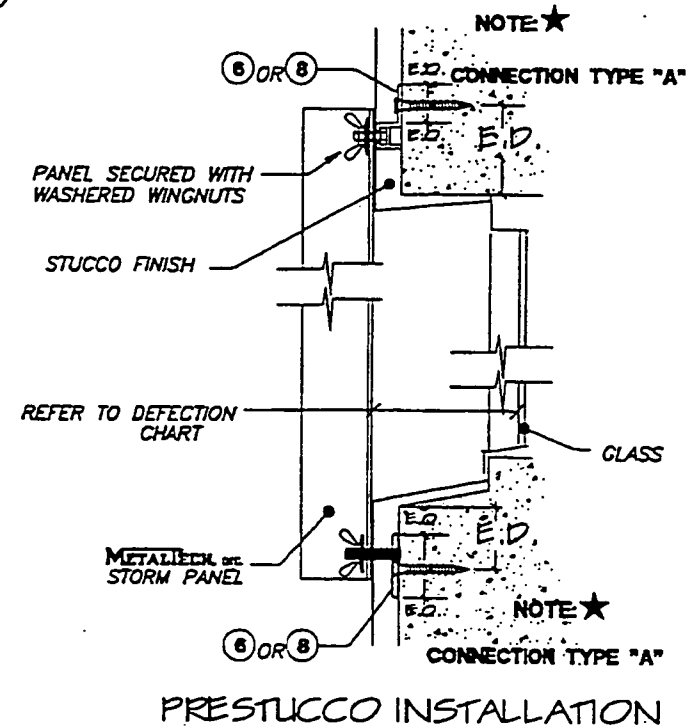 NOTE: ★
6 OR 8
E.D.
CONNECTION TYPE "A"
E.D.
E.D.
PANEL SECURED WITH
WASHERED WINGNUTS
STUCCO FINISH
REFER TO DEFECTION
CHART
GLASS
E.D.
E.D.
METALTECH INC.
STORM PANEL
E.D.
NOTE: ★
6 OR 8
CONNECTION TYPE "A"
PRESTUCCO INSTALLATION